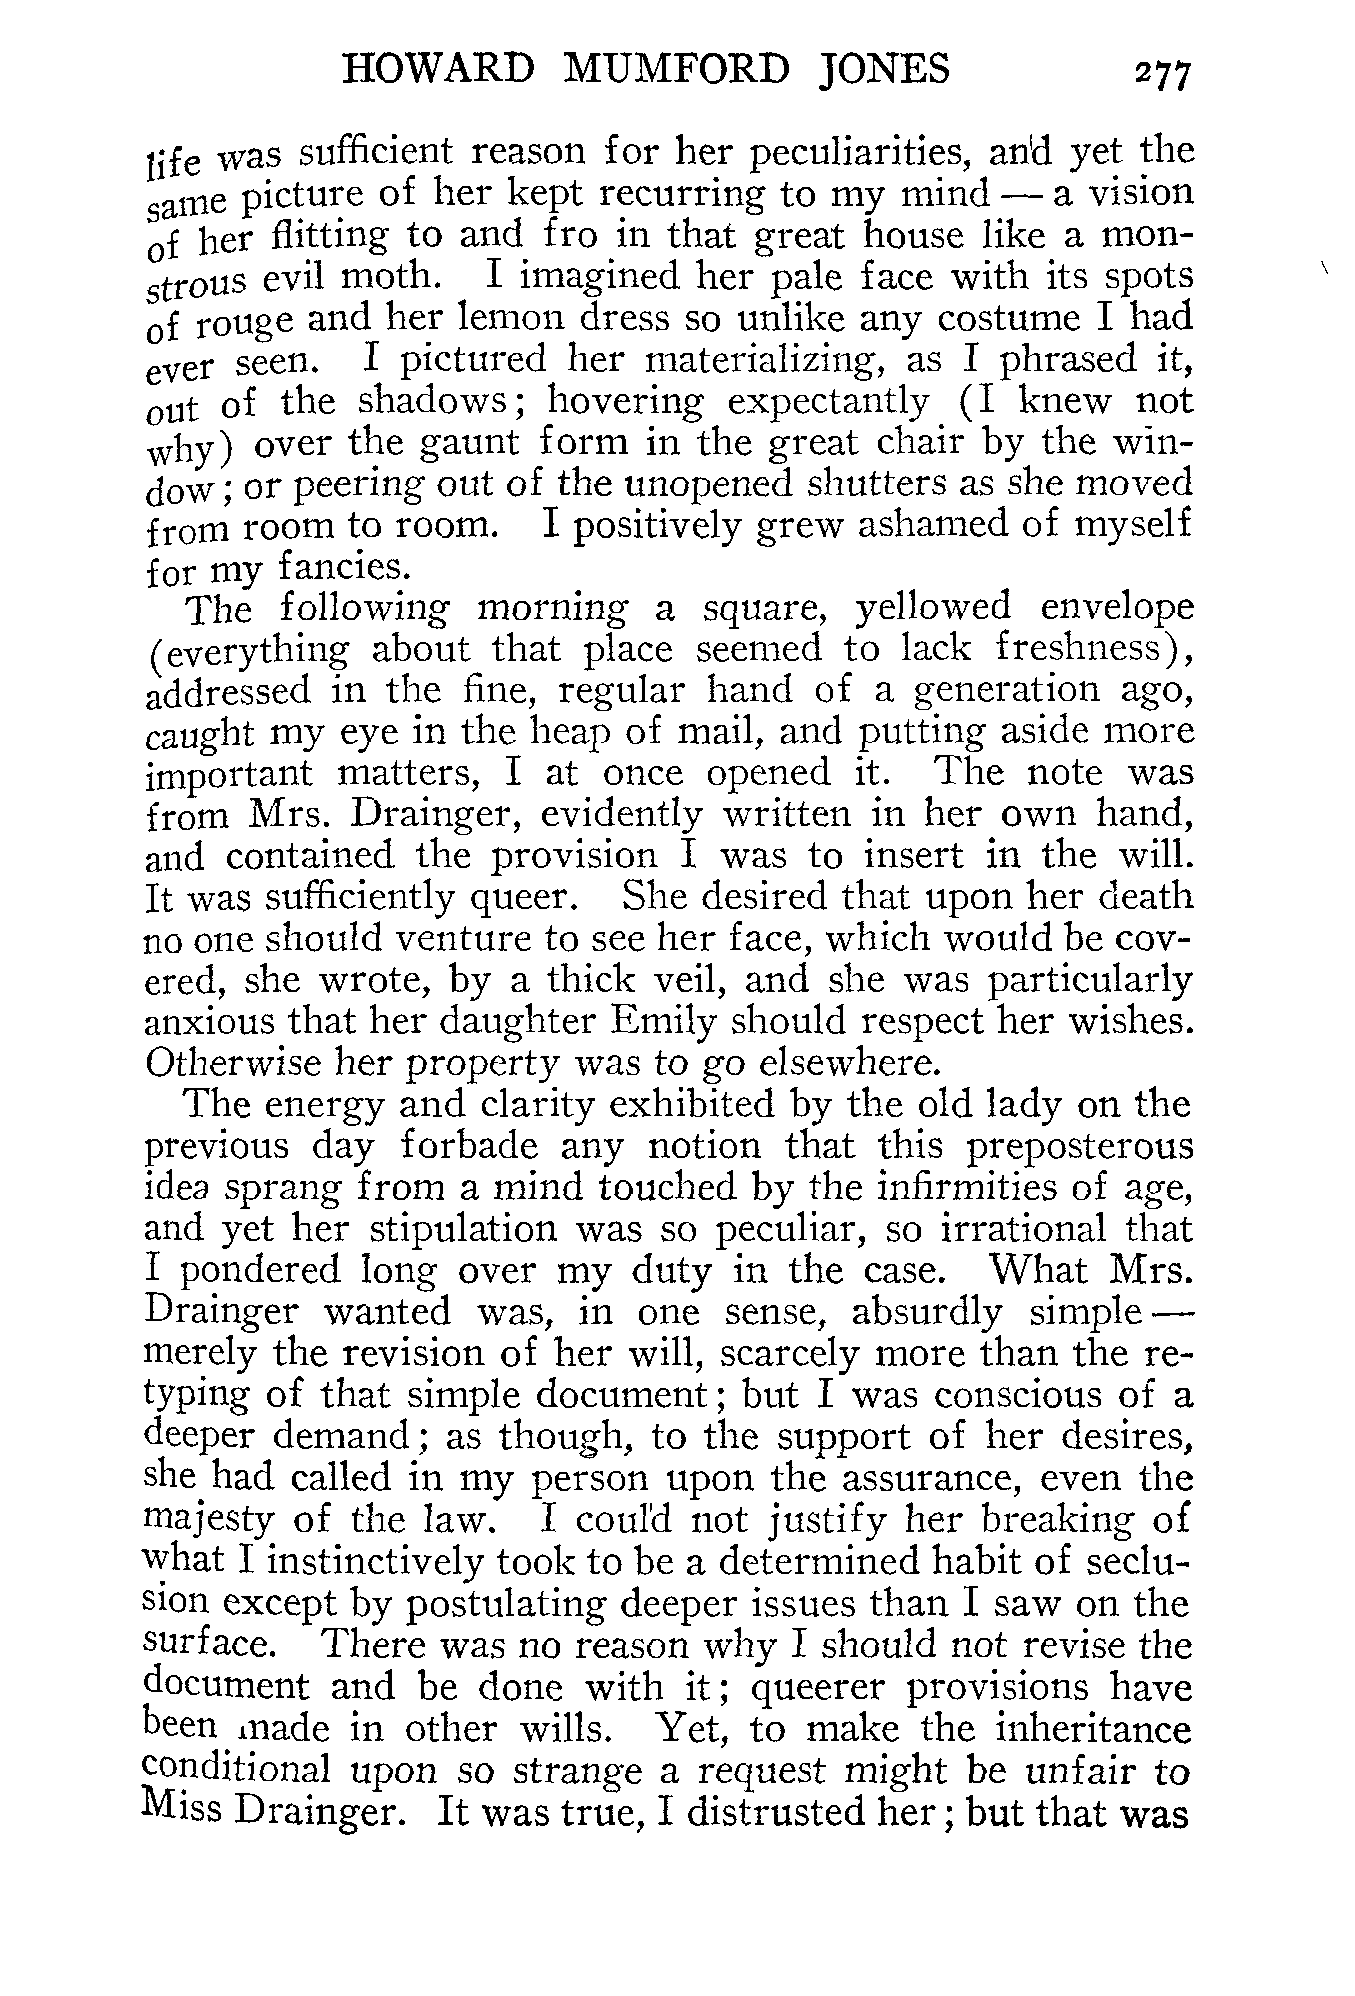 HOWARD MUMFORD JONES 277
life was sufficient reason for her peculiarities, and yet the
same picture of her kept recurring to my mind — a vision
of her flitting to and fro in that great house like a mon-
strous evil moth. I imagined her pale face with its spots
of rouge and her lemon dress so unlike any costume I had
ever seen. I pictured her materializing, as I phrased it,
out of the shadows; hovering expectantly (I knew not
why) over the gaunt form in the great chair by the win-
dow; or peering out of the unopened shutters as she moved
from room to room. I positively grew ashamed of myself
for my fancies.
The following morning a square, yellowed envelope
(everything about that place seemed to lack freshness),
addressed in the fine, regular hand of a generation ago,
caught my eye in the heap of mail, and putting aside more
important matters, I at once opened it. The note was
from Mrs. Drainger, evidently written in her own hand,
and contained the provision I was to insert in the will.
It was sufficiently queer. She desired that upon her death
no one should venture to see her face, which would be cov-
ered, she wrote, by a thick veil, and she was particularly
anxious that her daughter Emily should respect her wishes.
Otherwise her property was to go elsewhere.
The energy and clarity exhibited by the old lady on the
previous day forbade any notion that this preposterous
idea sprang from a mind touched by the infirmities of age,
and yet her stipulation was so peculiar, so irrational that
I pondered long over my duty in the case. What Mrs.
Drainger wanted was, in one sense, absurdly simple —
merely the revision of her will, scarcely more than the re-
typing of that simple document; but I was conscious of a
deeper demand; as though, to the support of her desires,
she had called in my person upon the assurance, even the
majesty of the law. I could not justify her breaking of
what I instinctively took to be a determined habit of seclu-
sion except by postulating deeper issues than I saw on the
surface. There was no reason why I should not revise the
document and be done with it; queerer provisions have
been made in other wills. Yet, to make the inheritance
conditional upon so strange a request might be unfair to
Miss Drainger. It was true, I distrusted her; but that was